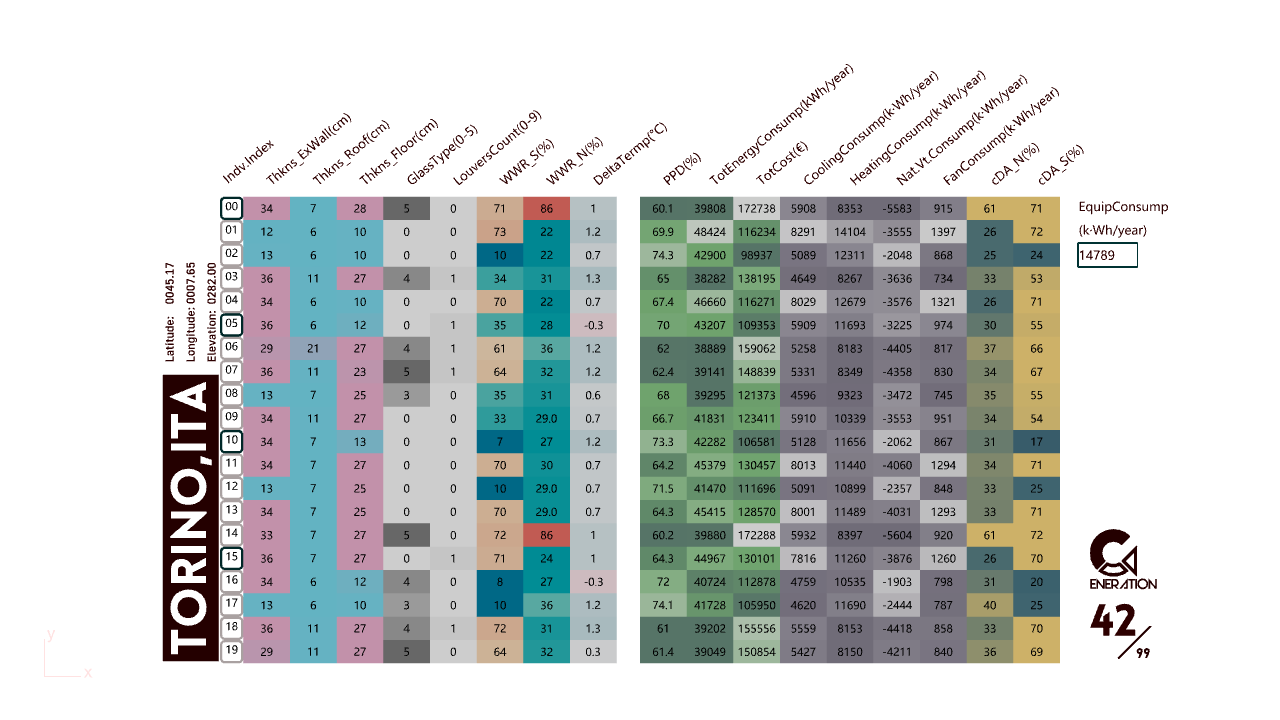 Indv.Index Thkns_ExWall(cm) Thkns_Roof(cm) Thkns_Floor(cm) GlassType(0-5) LouversCount(0-9) WWR_S(%) WWR_N(%) DeltaTermp(°C) PPD(%) TotEnergyConsump(kWh/year) TotCost(€) CoolingConsump(k·Wh/year) HeatingConsump(k·Wh/year) Nat.Vt.Consump(k·Wh/year) FanConsump(k·Wh/year) cDA_N(%) cDA_S(%)
00 34 7 28 5 0 71 86 1 60.1 39808 172738 5908 8353 -5583 915 61 71
01 12 6 10 0 0 73 22 1.2 69.9 48424 116234 8291 14104 -3555 1397 26 72
02 13 6 10 0 0 10 22 0.7 74.3 42900 98937 5089 12311 -2048 868 25 24
03 36 11 27 4 1 34 31 1.3 65 38282 138195 4649 8267 -3636 734 33 53
04 34 6 10 0 0 70 22 0.7 67.4 46660 116271 8029 12679 -3576 1321 26 71
05 36 6 12 0 1 35 28 -0.3 70 43207 109353 5909 11693 -3225 974 30 55
06 29 21 27 4 1 61 36 1.2 62 38889 159062 5258 8183 -4405 817 37 66
07 36 11 23 5 1 64 32 1.2 62.4 39141 148839 5331 8349 -4358 830 34 67
08 13 7 25 3 0 35 31 0.6 68 39295 121373 4596 9323 -3472 745 35 55
09 34 11 27 0 0 33 29.0 0.7 66.7 41831 123411 5910 10339 -3553 951 34 54
10 34 7 13 0 0 7 27 1.2 73.3 42282 106581 5128 11656 -2062 867 31 17
11 34 7 27 0 0 70 30 0.7 64.2 45379 130457 8013 11440 -4060 1294 34 71
12 13 7 25 0 0 10 29.0 0.7 71.5 41470 111696 5091 10899 -2357 848 33 25
13 34 7 25 0 0 70 29.0 0.7 64.3 45415 128570 8001 11489 -4031 1293 33 71
14 33 7 27 5 0 72 86 1 60.2 39880 172288 5932 8397 -5604 920 61 72
15 36 7 27 0 1 71 24 1 64.3 44967 130101 7816 11260 -3876 1260 26 70
16 34 6 12 4 0 8 27 -0.3 72 40724 112878 4759 10535 -1903 798 31 20
17 13 6 10 3 0 10 36 1.2 74.1 41728 105950 4620 11690 -2444 787 40 25
18 36 11 27 4 1 72 31 1.3 61 39202 155556 5559 8153 -4418 858 33 70
19 29 11 27 5 0 64 32 0.3 61.4 39049 150854 5427 8150 -4211 840 36 69
Latitude: 0045.17
Longitude: 0007.65
Elevation: 0282.00
TORINO,ITA
EquipConsump
(k·Wh/year)
14789
GENERATION
42/99
y
x